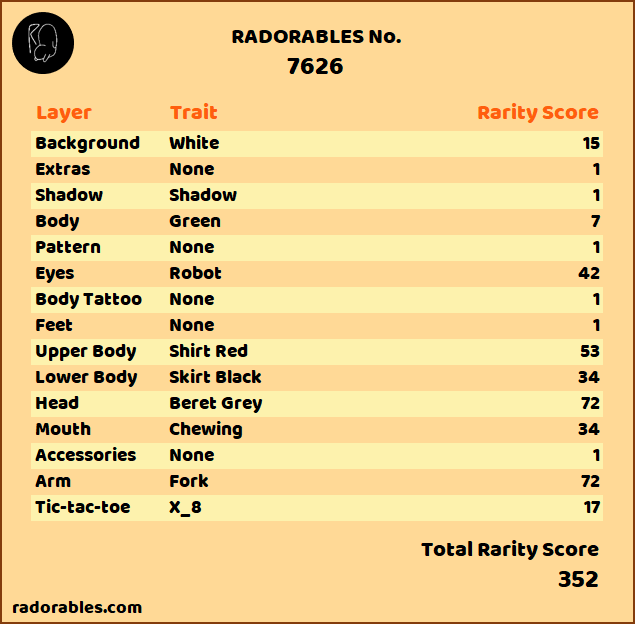 RADORABLES No.
7626
Layer Trait Rarity Score
Background White 15
Extras None 1
Shadow Shadow 1
Body Green 7
Pattern None 1
Eyes Robot 42
Body Tattoo None 1
Feet None 1
Upper Body Shirt Red 53
Lower Body Skirt Black 34
Head Beret Grey 72
Mouth Chewing 34
Accessories None 1
Arm Fork 72
Tic-tac-toe X_8 17
Total Rarity Score
352
radorables.com